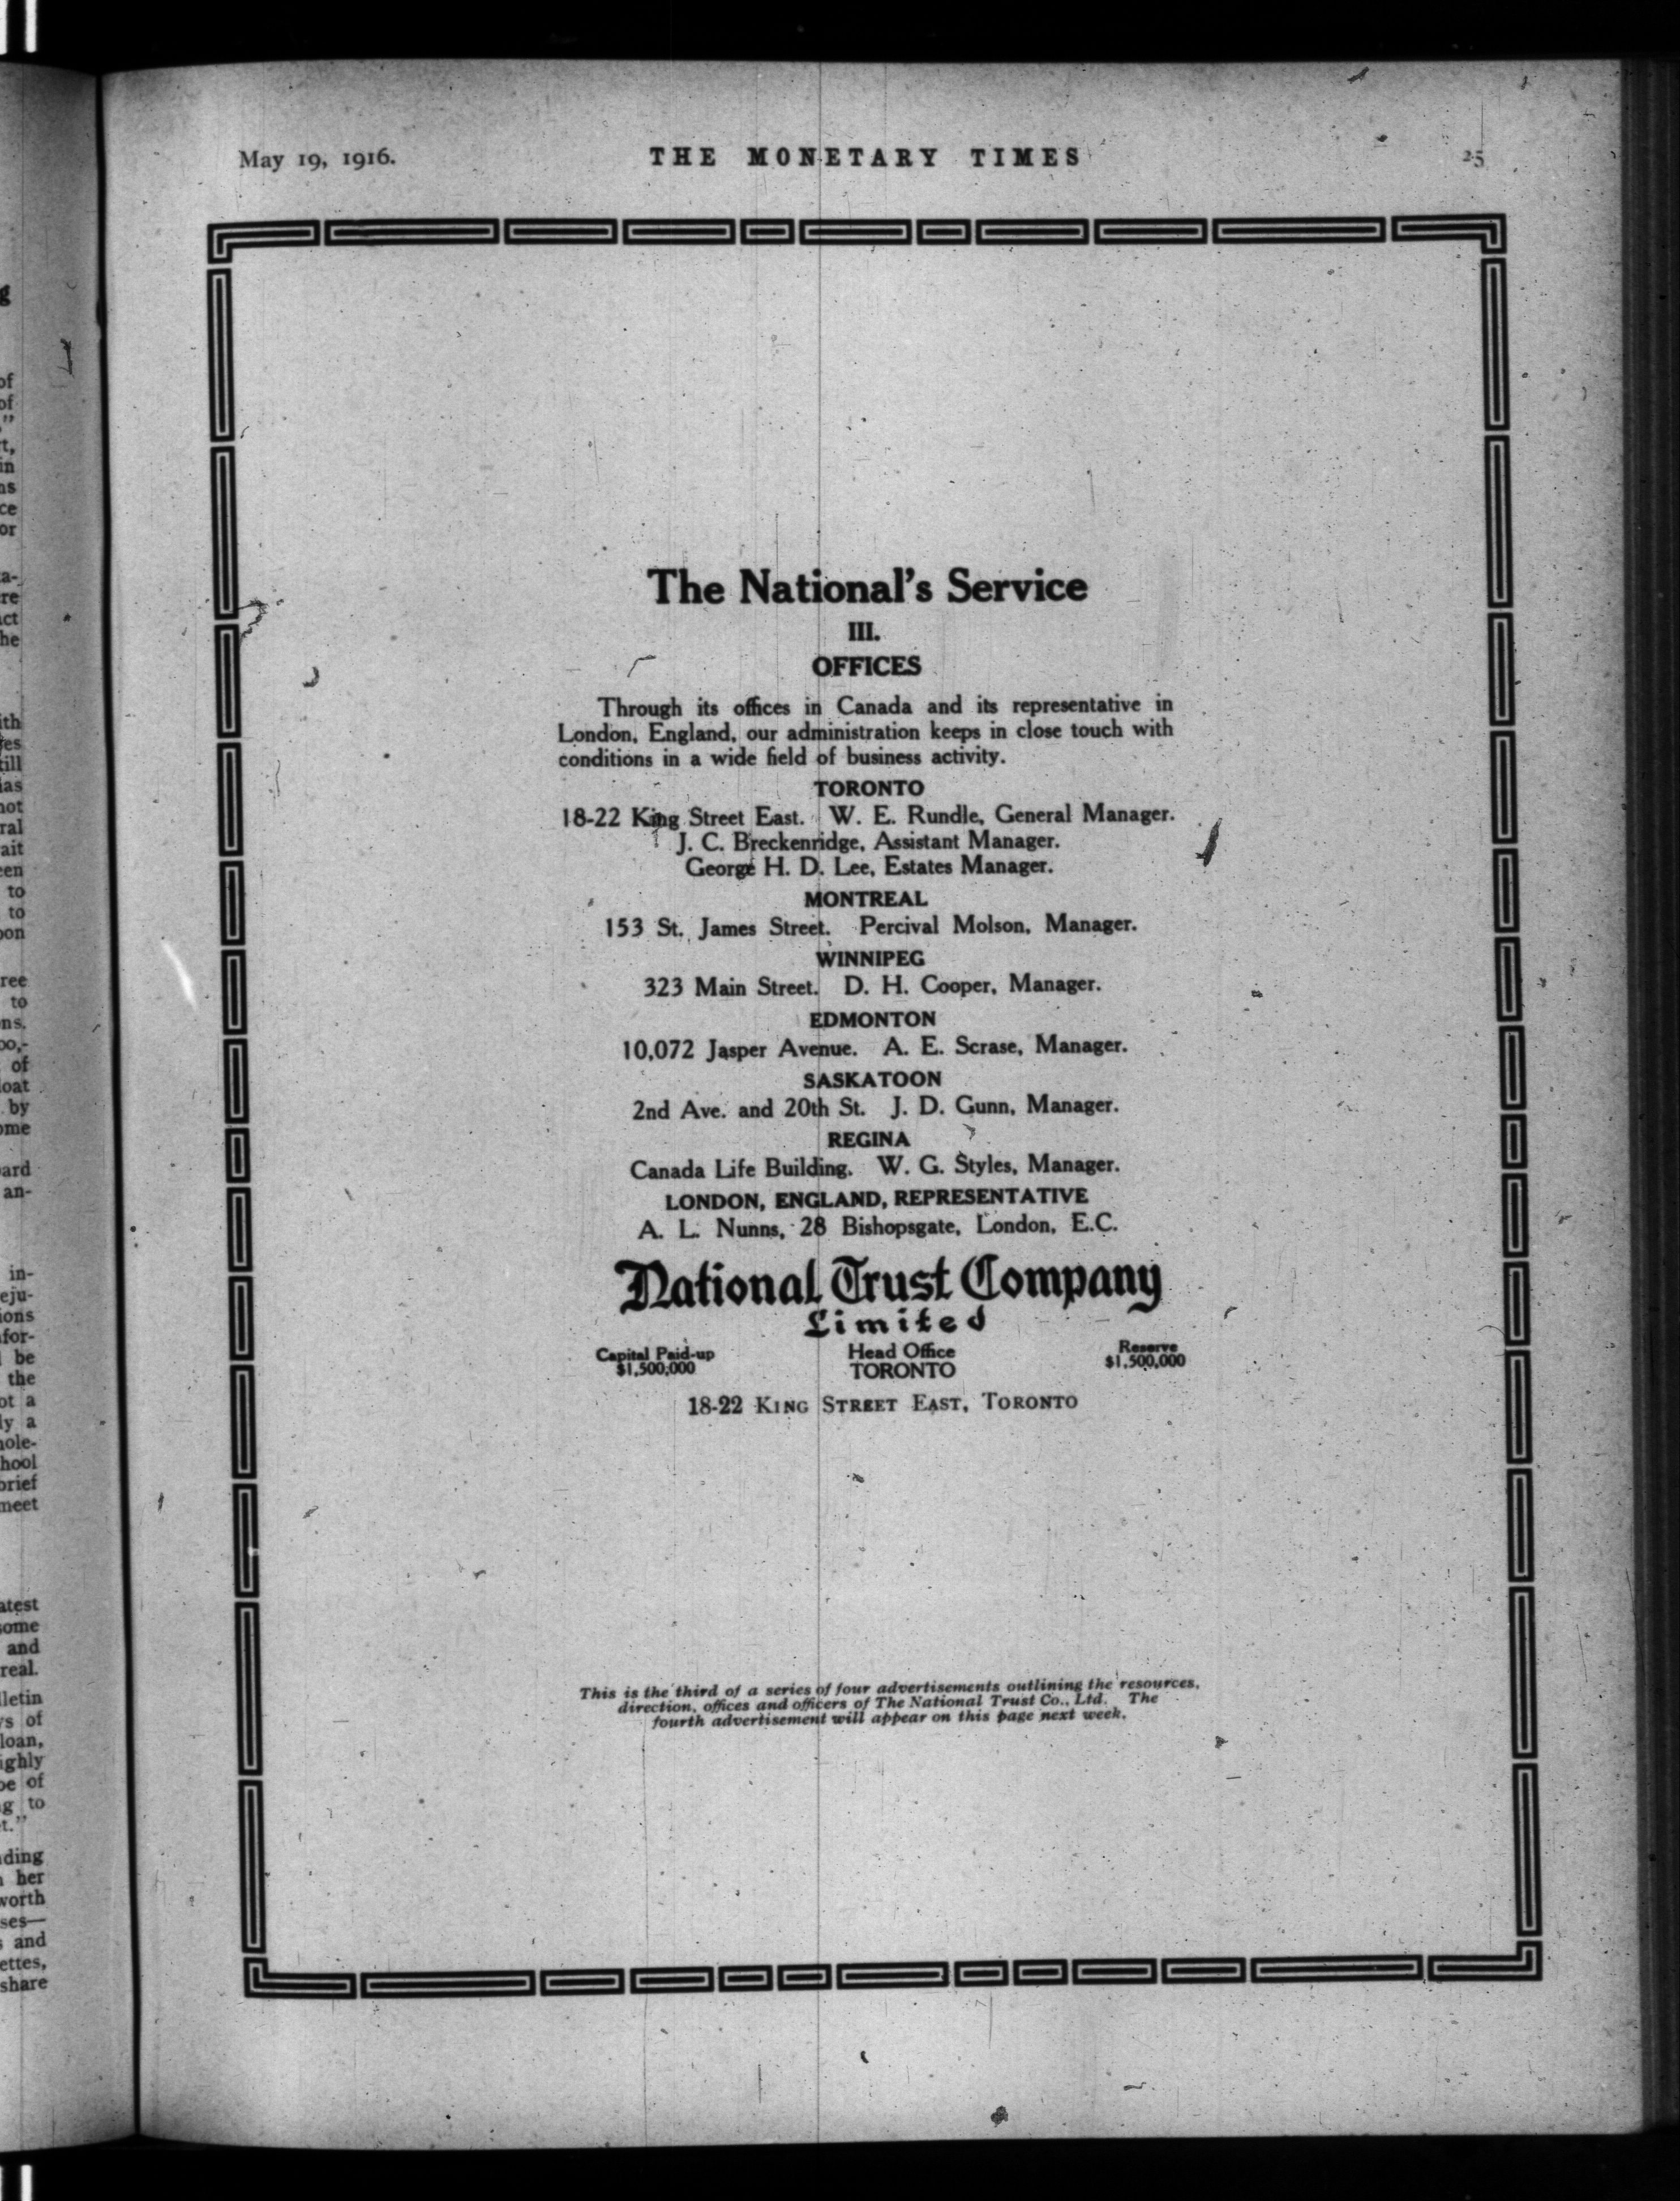 May 19, 1916.
THE MONETARY TIMES
25
The National's Service
III.
OFFICES
Through its offices in Canada and its representative in
London, England, our administration keeps in close touch with
conditions in a wide field of business activity.
TORONTO
18-22 King Street East. W. E. Rundle, General Manager.
J. C. Breckenridge, Assistant Manager.
George H. D. Lee, Estates Manager.
MONTREAL
153 St. James Street. Percival Molson, Manager.
WINNIPEG
323 Main Street. D. H. Cooper, Manager.
EDMONTON
10,072 Jasper Avenue. A. E. Scrase, Manager.
SASKATOON
2nd Ave. and 20th St. J. D. Gunn, Manager.
REGINA
Canada Life Building. W. G. Styles, Manager.
LONDON, ENGLAND, REPRESENTATIVE
A. L. Nunns, 28 Bishopsgate, London, E.C.
National Trust Company
Limited
Capital Paid-up
$1,500,000
Head Office
TORONTO
Reserve
$1,500,000
18-22 KING STREET EAST, TORONTO
This is the third of a series of four advertisements outlining the resources,
direction, offices and officers of The National Trust Co., Ltd. The
fourth advertisement will appear on this page next week.